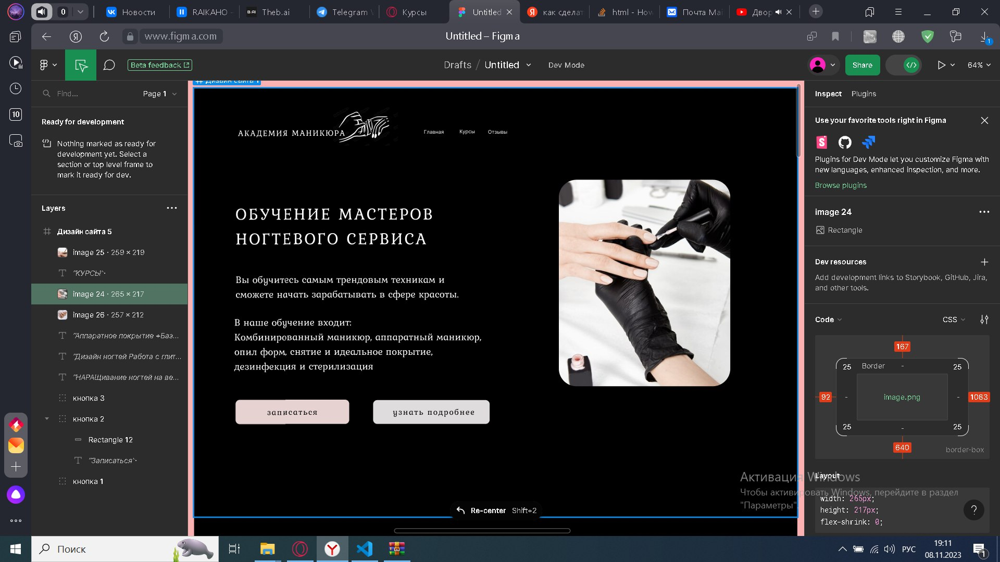 0
Новости
RAIKAHO -
Theb.ai
Telegram
Курсы
Untitled
как сделат
html - How
Почта Mai
Двор
www.figma.com
Untitled – Figma
1
10
Beta feedback
Drafts / Untitled
Dev Mode
Share
64%
Find...
Page 1
Ready for development
Nothing marked as ready for
development yet. Select a
section or top level frame to
mark it ready for dev.
Layers
Дизайн сайта 5
image 25 · 259 × 219
"КУРСЫ"·
image 24 · 265 × 217
image 26 · 257 × 212
"Аппаратное покрытие +Баз...
"Дизайн ногтей Работа с глит...
"НАРАЩивание ногтей на ве...
кнопка 3
кнопка 2
Rectangle 12
"Записаться"·
кнопка 1
Дизайн сайта 1
АКАДЕМИЯ МАНИКЮРА
Главная
Курсы
Отзывы
ОБУЧЕНИЕ МАСТЕРОВ
НОГТЕВОГО СЕРВИСА
Вы обучитесь самым трендовым техникам и
сможете начать зарабатывать в сфере красоты.
В наше обучение входит:
Комбинированный маникюр, аппаратный маникюр,
опил форм, снятие и идеальное покрытие,
дезинфекция и стерилизация
записаться
узнать подробнее
Re-center Shift+2
Inspect
Plugins
Use your favorite tools right in Figma
Plugins for Dev Mode let you customize Figma with
new languages, enhanced inspection, and more.
Browse plugins
image 24
Rectangle
Dev resources
Add development links to Storybook, GitHub, Jira,
and other tools.
Code
CSS
167
25
Border
-
25
92
-
image.png
-
1083
25
-
25
640
border-box
Layout
width: 265px;
height: 217px;
flex-shrink: 0;
?
Активация Windows
Чтобы активировать Windows, перейдите в раздел
"Параметры".
Поиск
РУС
19:11
08.11.2023
1